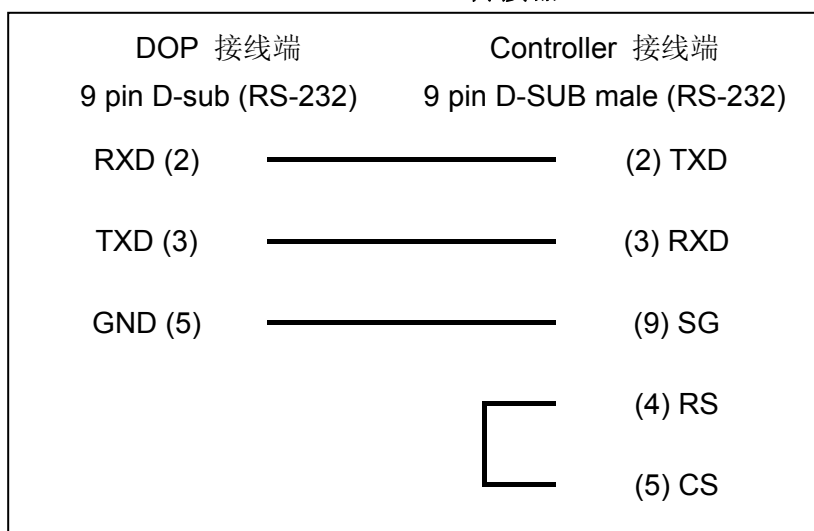 DOP 接线端 Controller 接线端
9 pin D-sub (RS-232) 9 pin D-SUB male (RS-232)
RXD (2) (2) TXD
TXD (3) (3) RXD
GND (5) (9) SG
(4) RS
(5) CS